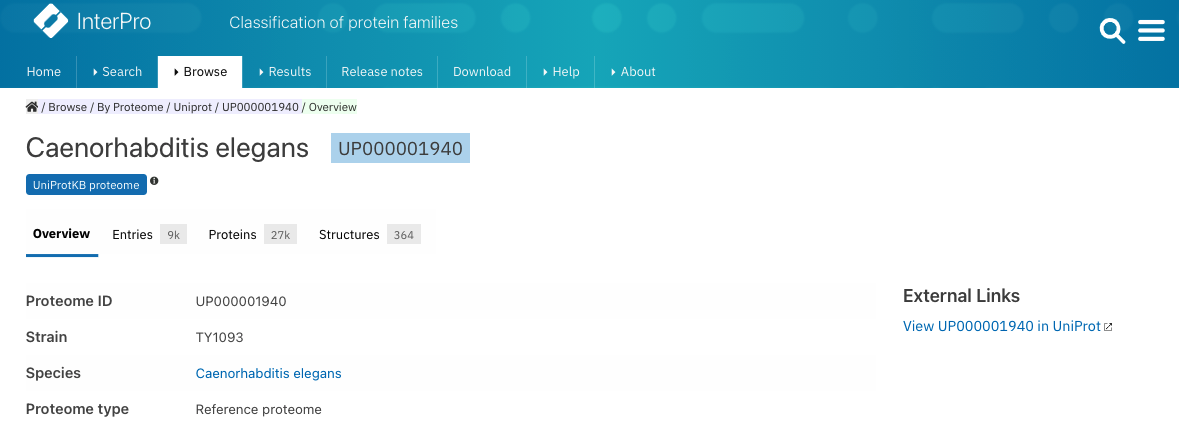 InterPro
Classification of protein families
Home Search Browse Results Release notes Download Help About
/ Browse / By Proteome / Uniprot / UP000001940 / Overview
Caenorhabditis elegans UP000001940
UniProtKB proteome
Overview Entries 9k Proteins 27k Structures 364
Proteome ID UP000001940
Strain TY1093
Species Caenorhabditis elegans
Proteome type Reference proteome
External Links
View UP000001940 in UniProt